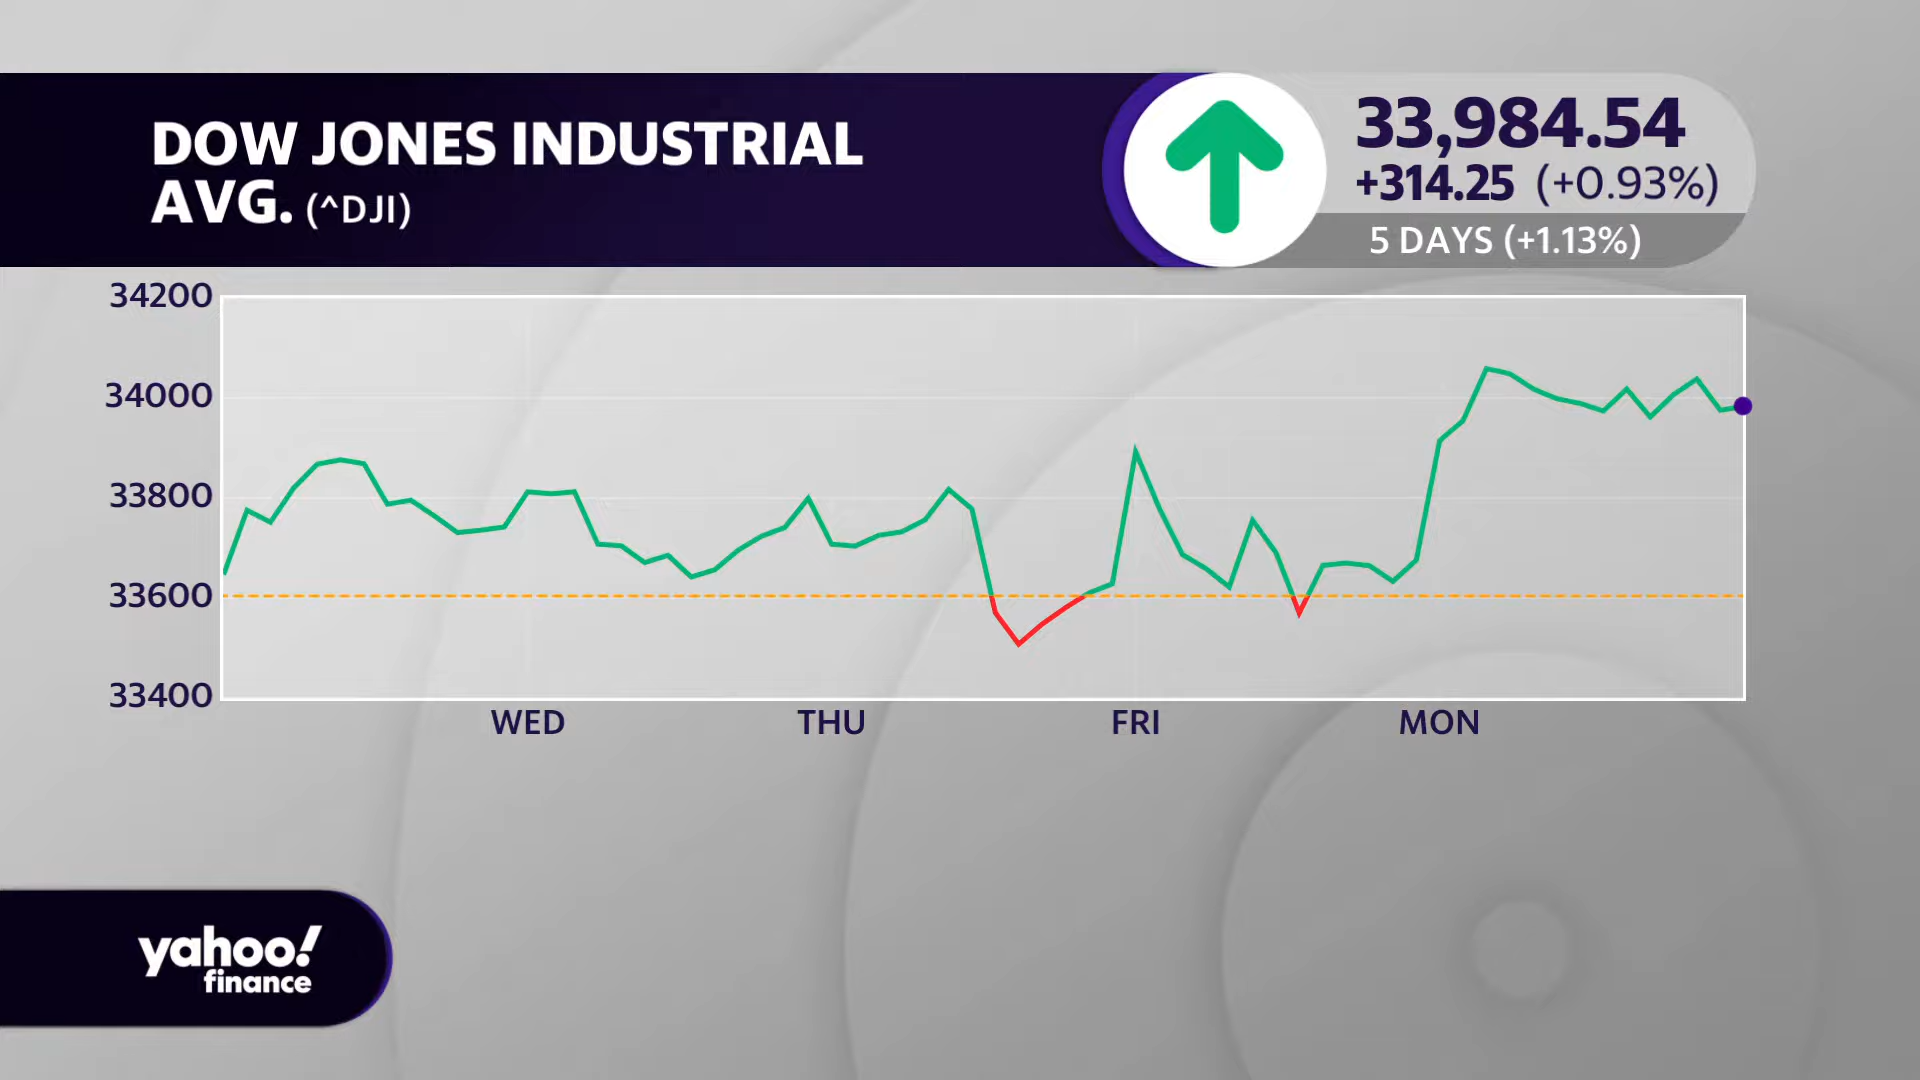 DOW JONES INDUSTRIAL
AVG. (^DJI)
33,984.54
+314.25 (+0.93%)
5 DAYS (+1.13%)
34200
34000
33800
33600
33400
WED THU FRI MON
yahoo!
finance